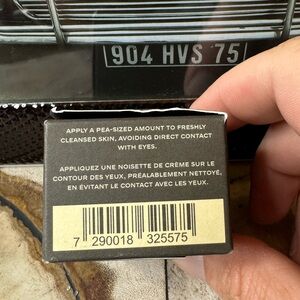 904 HVS 75
APPLY A PEA-SIZED AMOUNT TO FRESHLY
CLEANSED SKIN, AVOIDING DIRECT CONTACT
WITH EYES.
APPLIQUEZ UNE NOISETTE DE CRÈME SUR LE
CONTOUR DES YEUX, PRÉALABLEMENT NETTOYÉ,
EN ÉVITANT LE CONTACT AVEC LES YEUX.
7 290018 325575